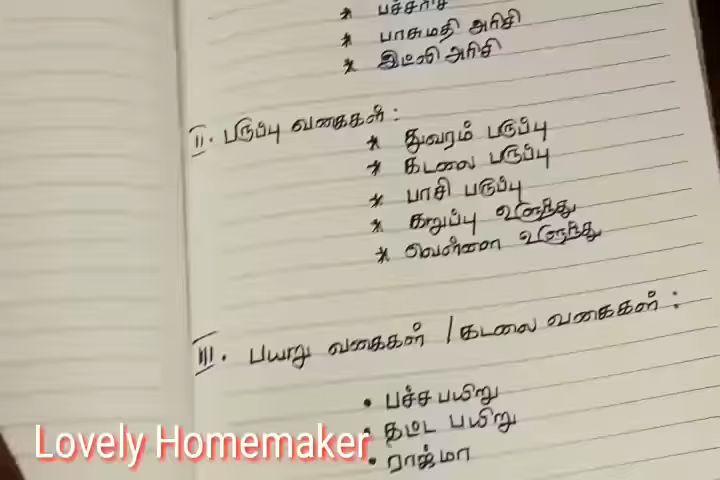 * பச்சரிசி
* பாசுமதி அரிசி
* இட்லி அரிசி
II. பருப்பு வகைகள் :
* துவரம் பருப்பு
* கடலை பருப்பு
* பாசி பருப்பு
* கறுப்பு உளுந்து
* வெள்ளை உளுந்து
III. பயறு வகைகள் / கடலை வகைகள் :
• பச்ச பயிறு
• தட்ட பயிறு
• ராஜ்மா
Lovely Homemaker